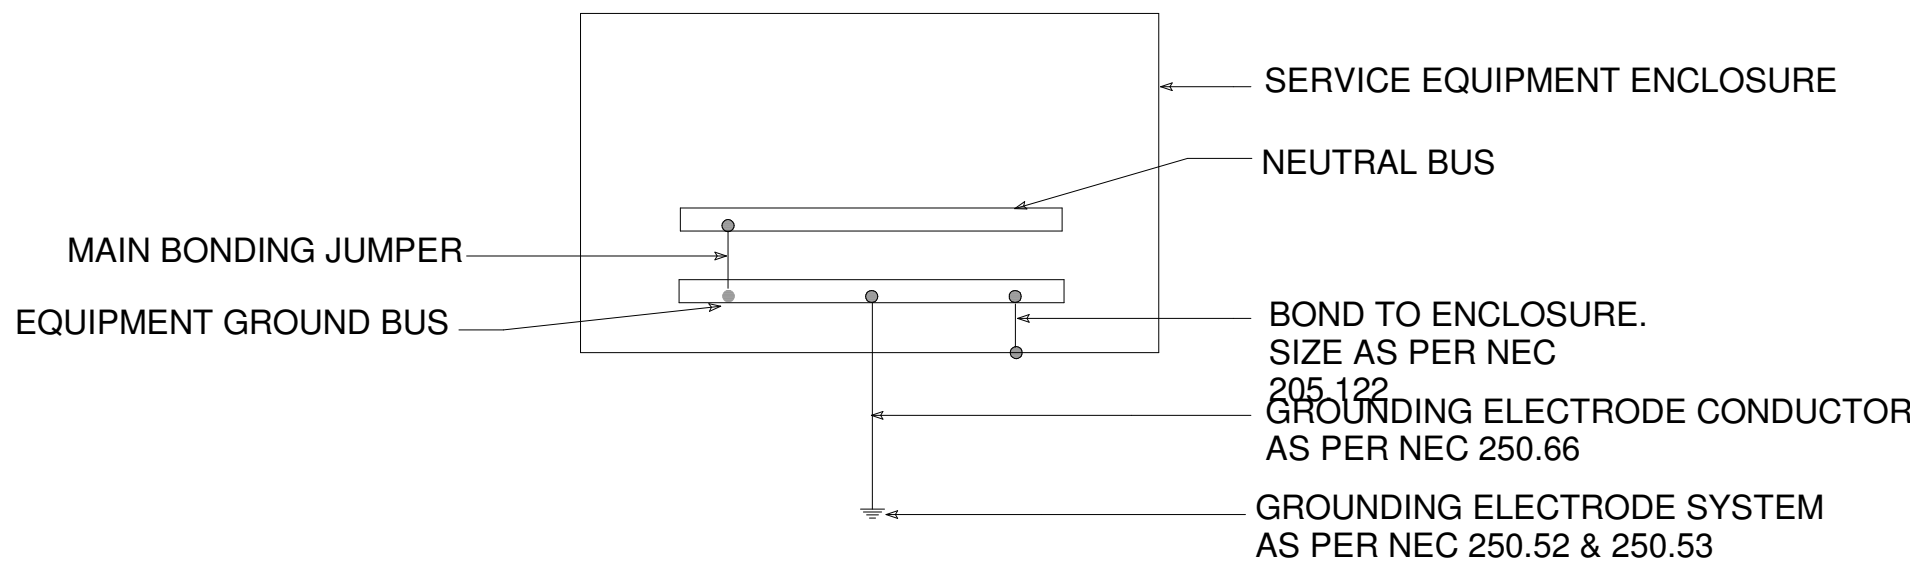 SERVICE EQUIPMENT ENCLOSURE
NEUTRAL BUS
MAIN BONDING JUMPER
EQUIPMENT GROUND BUS
BOND TO ENCLOSURE.
SIZE AS PER NEC
205.122
GROUNDING ELECTRODE CONDUCTOR
AS PER NEC 250.66
GROUNDING ELECTRODE SYSTEM
AS PER NEC 250.52 & 250.53